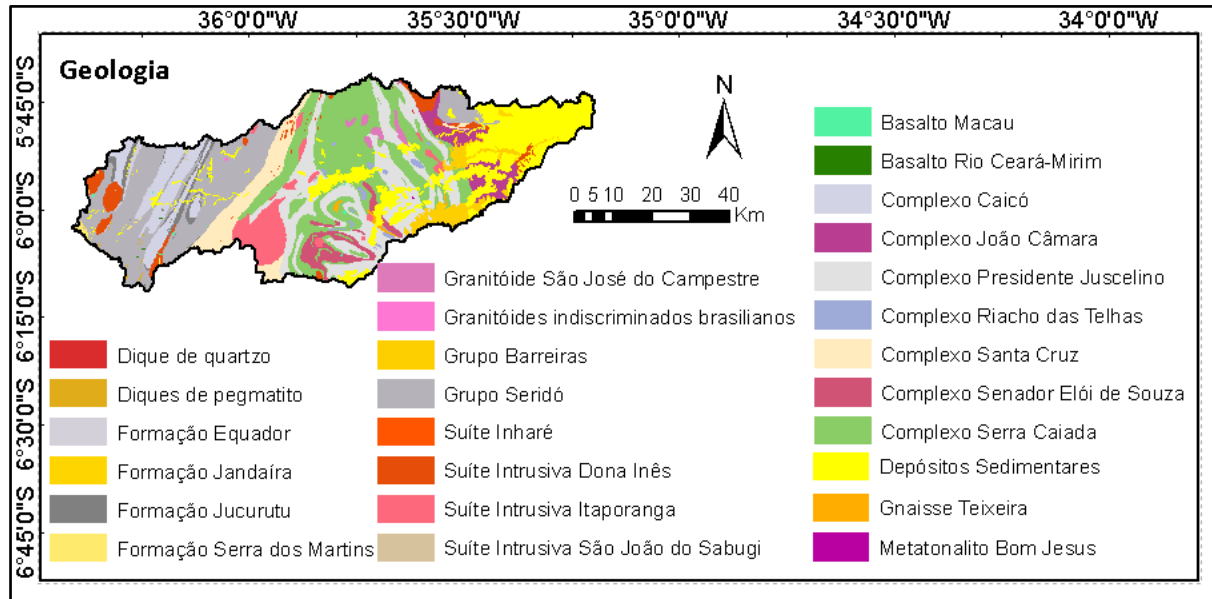 36°0'0"W 35°30'0"W 35°0'0"W 34°30'0"W 34°0'0"W
Geologia
N
5°45'0"S
6°0'0"S
6°15'10"S
6°30'0"S
6°45'0"S
0 5 10 20 30 40
Km
Dique de quartzo
Diques de pegmatito
Formação Equador
Formação Jandaíra
Formação Jucurutu
Formação Serra dos Martins
Granitóide São José do Campestre
Granitóides indiscriminados brasilianos
Grupo Barreiras
Grupo Seridó
Suíte Inharé
Suíte Intrusiva Dona Inês
Suíte Intrusiva Itaporanga
Suíte Intrusiva São João do Sabugi
Basalto Macau
Basalto Rio Ceará-Mirim
Complexo Caicó
Complexo João Câmara
Complexo Presidente Juscelino
Complexo Riacho das Telhas
Complexo Santa Cruz
Complexo Senador Elói de Souza
Complexo Serra Caiada
Depósitos Sedimentares
Gnaisse Teixeira
Metatonalito Bom Jesus